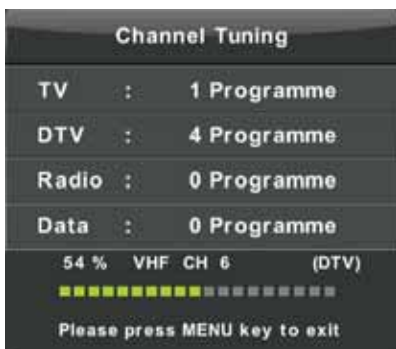 Channel Tuning
TV : 1 Programme
DTV : 4 Programme
Radio : 0 Programme
Data : 0 Programme
54 % VHF CH 6 (DTV)
Please press MENU key to exit